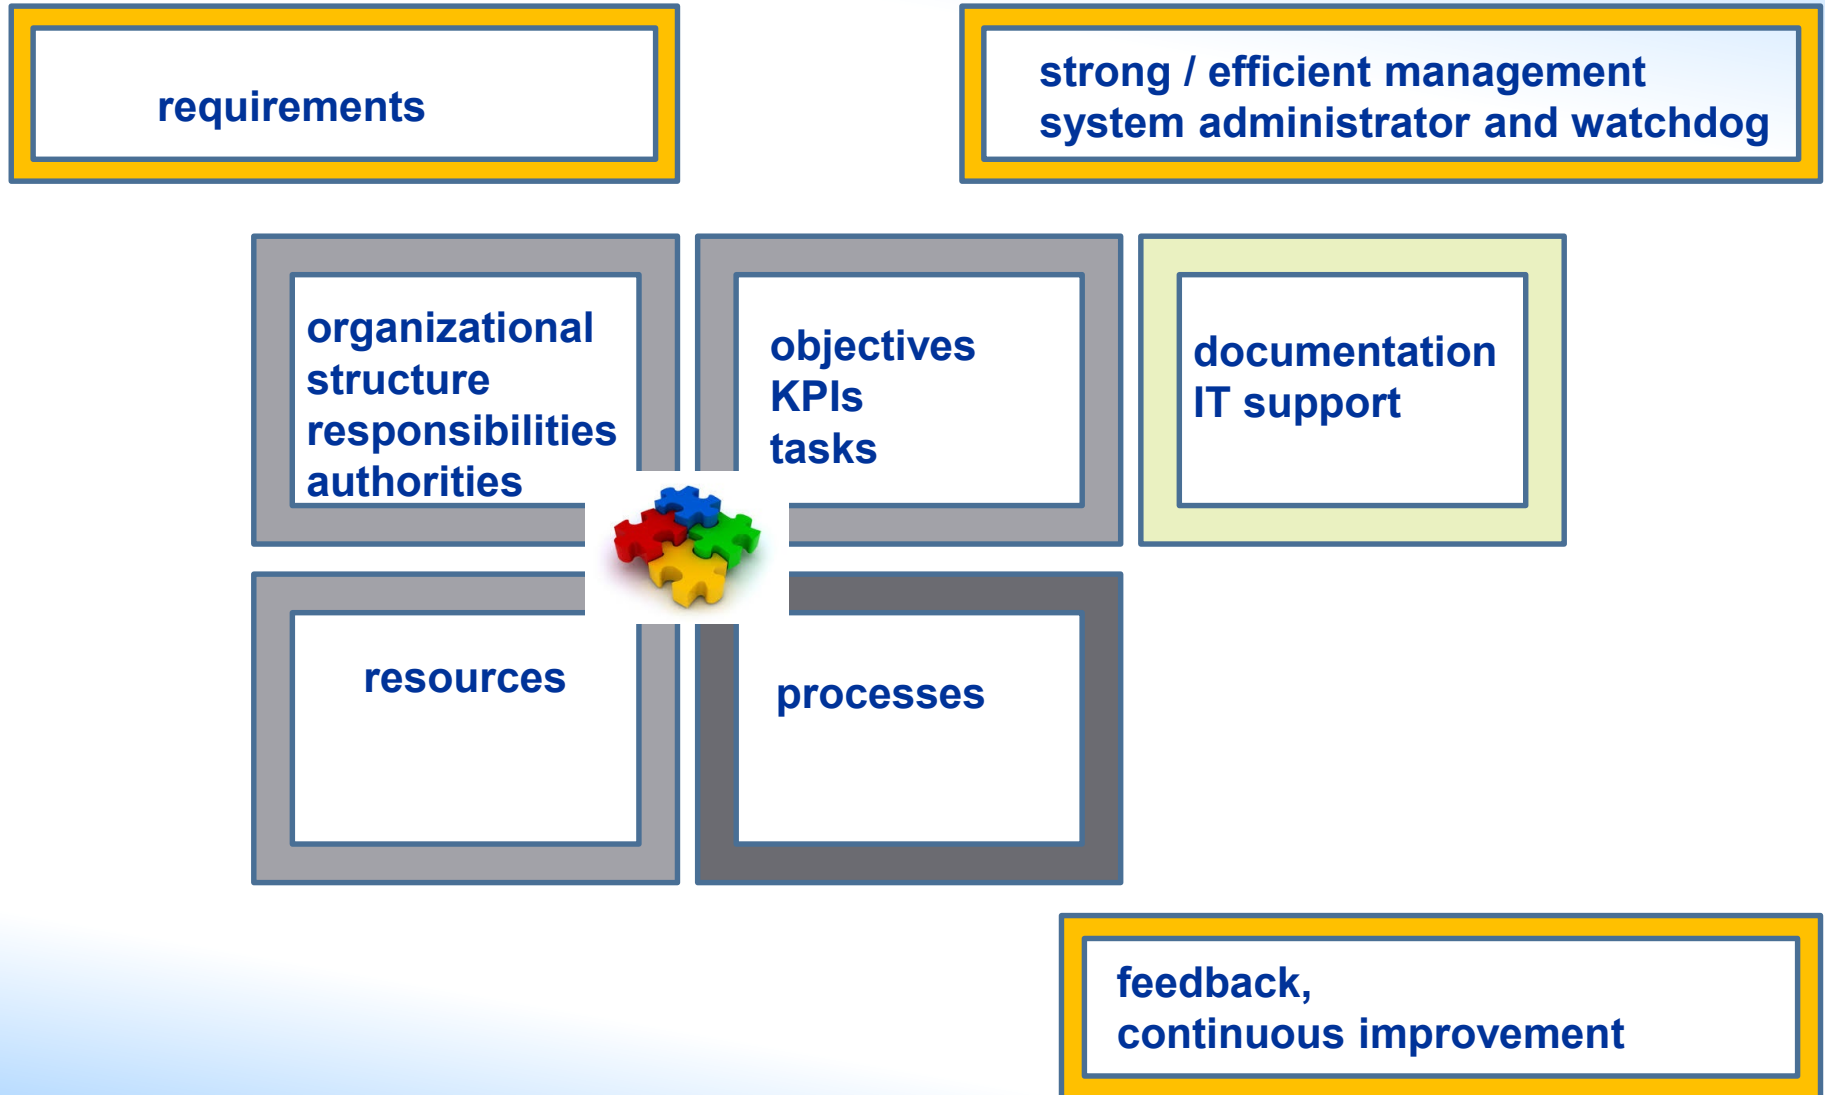 requirements
strong / efficient management
system administrator and watchdog
organizational
structure
responsibilities
authorities
objectives
KPIs
tasks
documentation
IT support
resources
processes
feedback,
continuous improvement